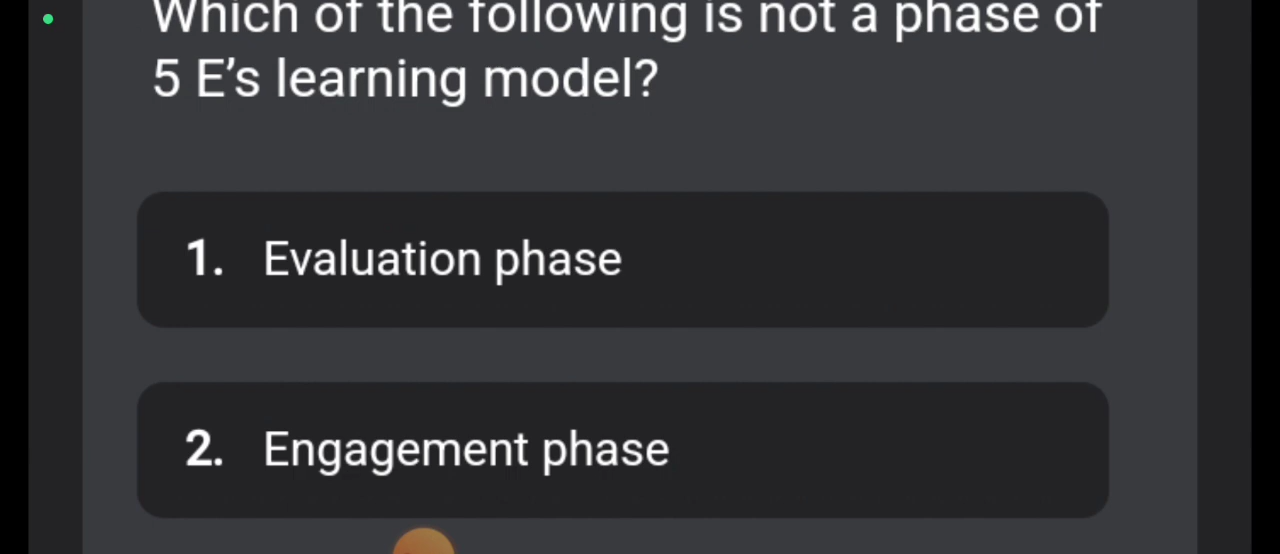 Which of the following is not a phase of
5 E’s learning model?
1. Evaluation phase
2. Engagement phase